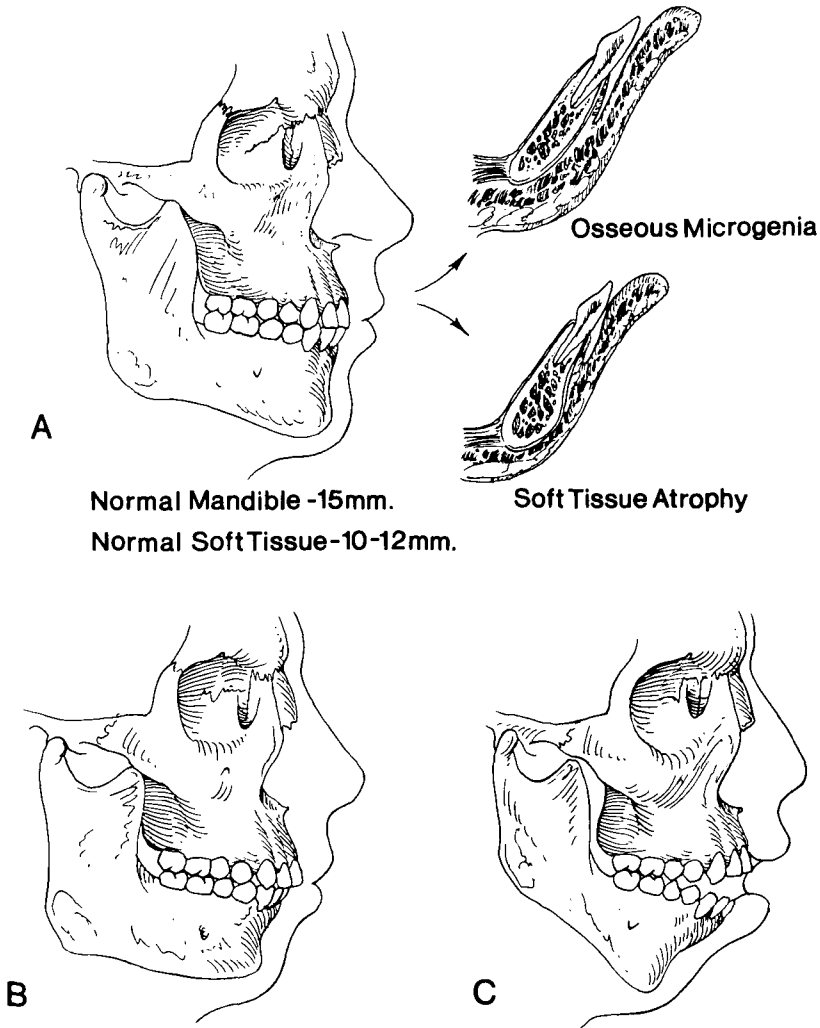 Osseous Microgenia
A
Soft Tissue Atrophy
Normal Mandible -15mm.
Normal Soft Tissue-10-12mm.
B
C